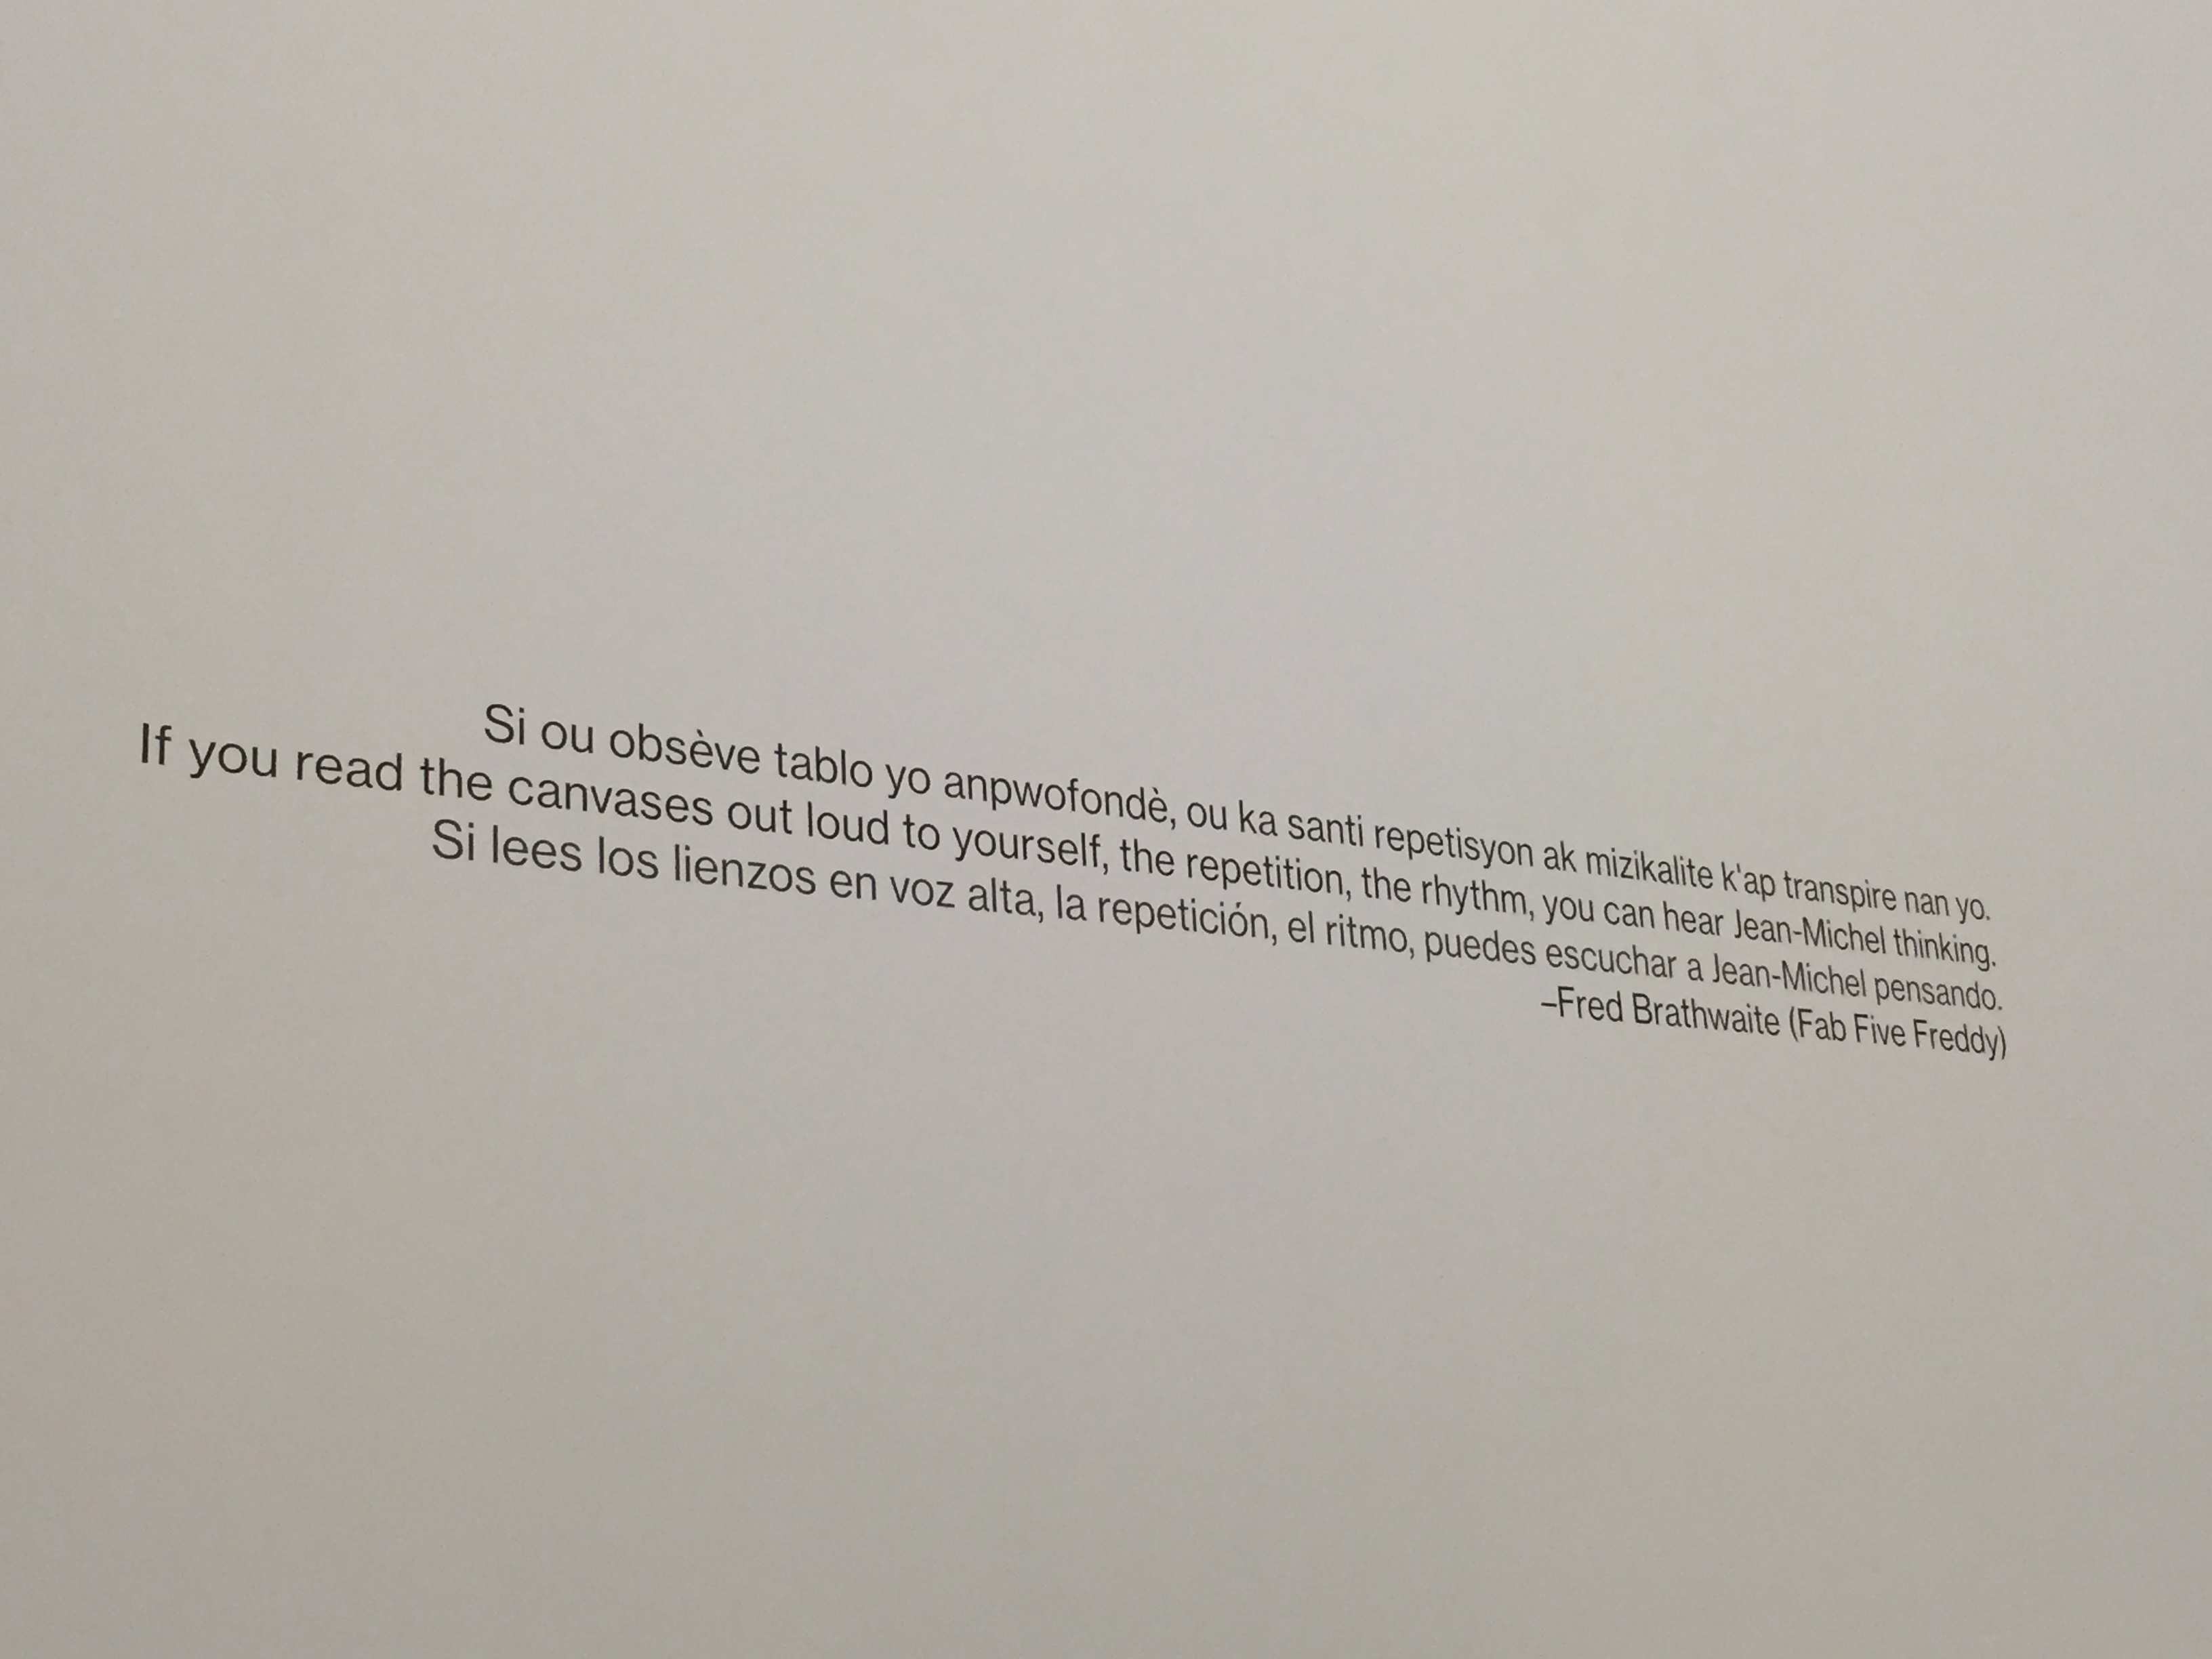 Si ou obsève tablo yo anpwofondè, ou ka santi repetisyon ak mizikalite k'ap transpire nan yo.
If you read the canvases out loud to yourself, the repetition, the rhythm, you can hear Jean-Michel thinking.
Si lees los lienzos en voz alta, la repetición, el ritmo, puedes escuchar a Jean-Michel pensando.
–Fred Brathwaite (Fab Five Freddy)